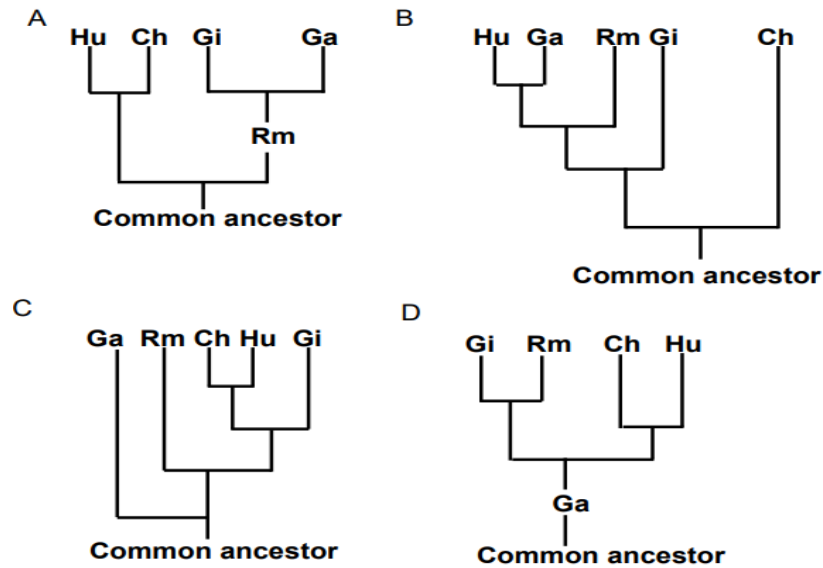 A
Hu Ch Gi Ga
Rm
Common ancestor
B
Hu Ga Rm Gi Ch
Common ancestor
C
Ga Rm Ch Hu Gi
Common ancestor
D
Gi Rm Ch Hu
Ga
Common ancestor